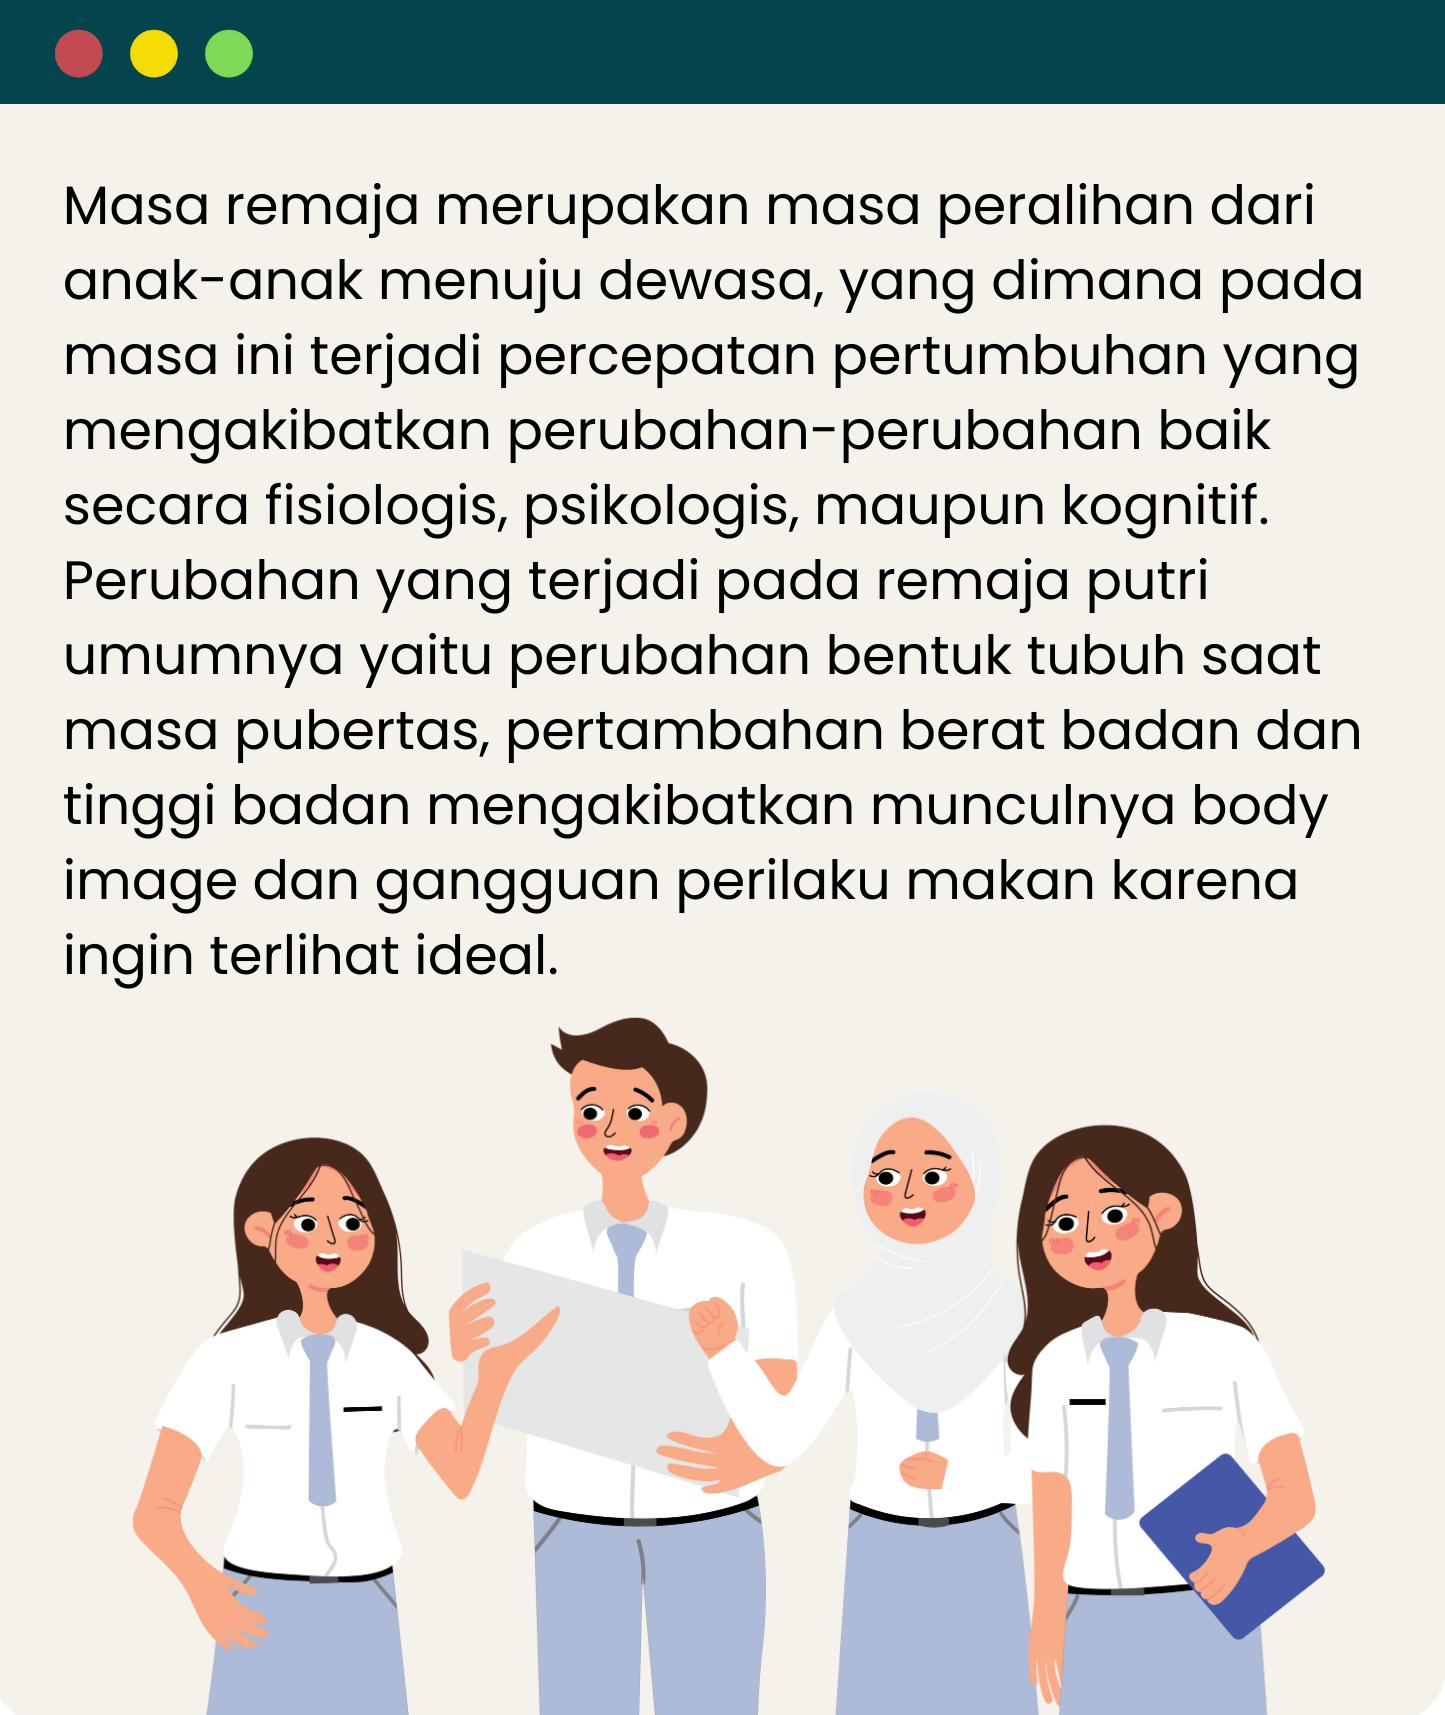 Masa remaja merupakan masa peralihan dari
anak-anak menuju dewasa, yang dimana pada
masa ini terjadi percepatan pertumbuhan yang
mengakibatkan perubahan-perubahan baik
secara fisiologis, psikologis, maupun kognitif.
Perubahan yang terjadi pada remaja putri
umumnya yaitu perubahan bentuk tubuh saat
masa pubertas, pertambahan berat badan dan
tinggi badan mengakibatkan munculnya body
image dan gangguan perilaku makan karena
ingin terlihat ideal.